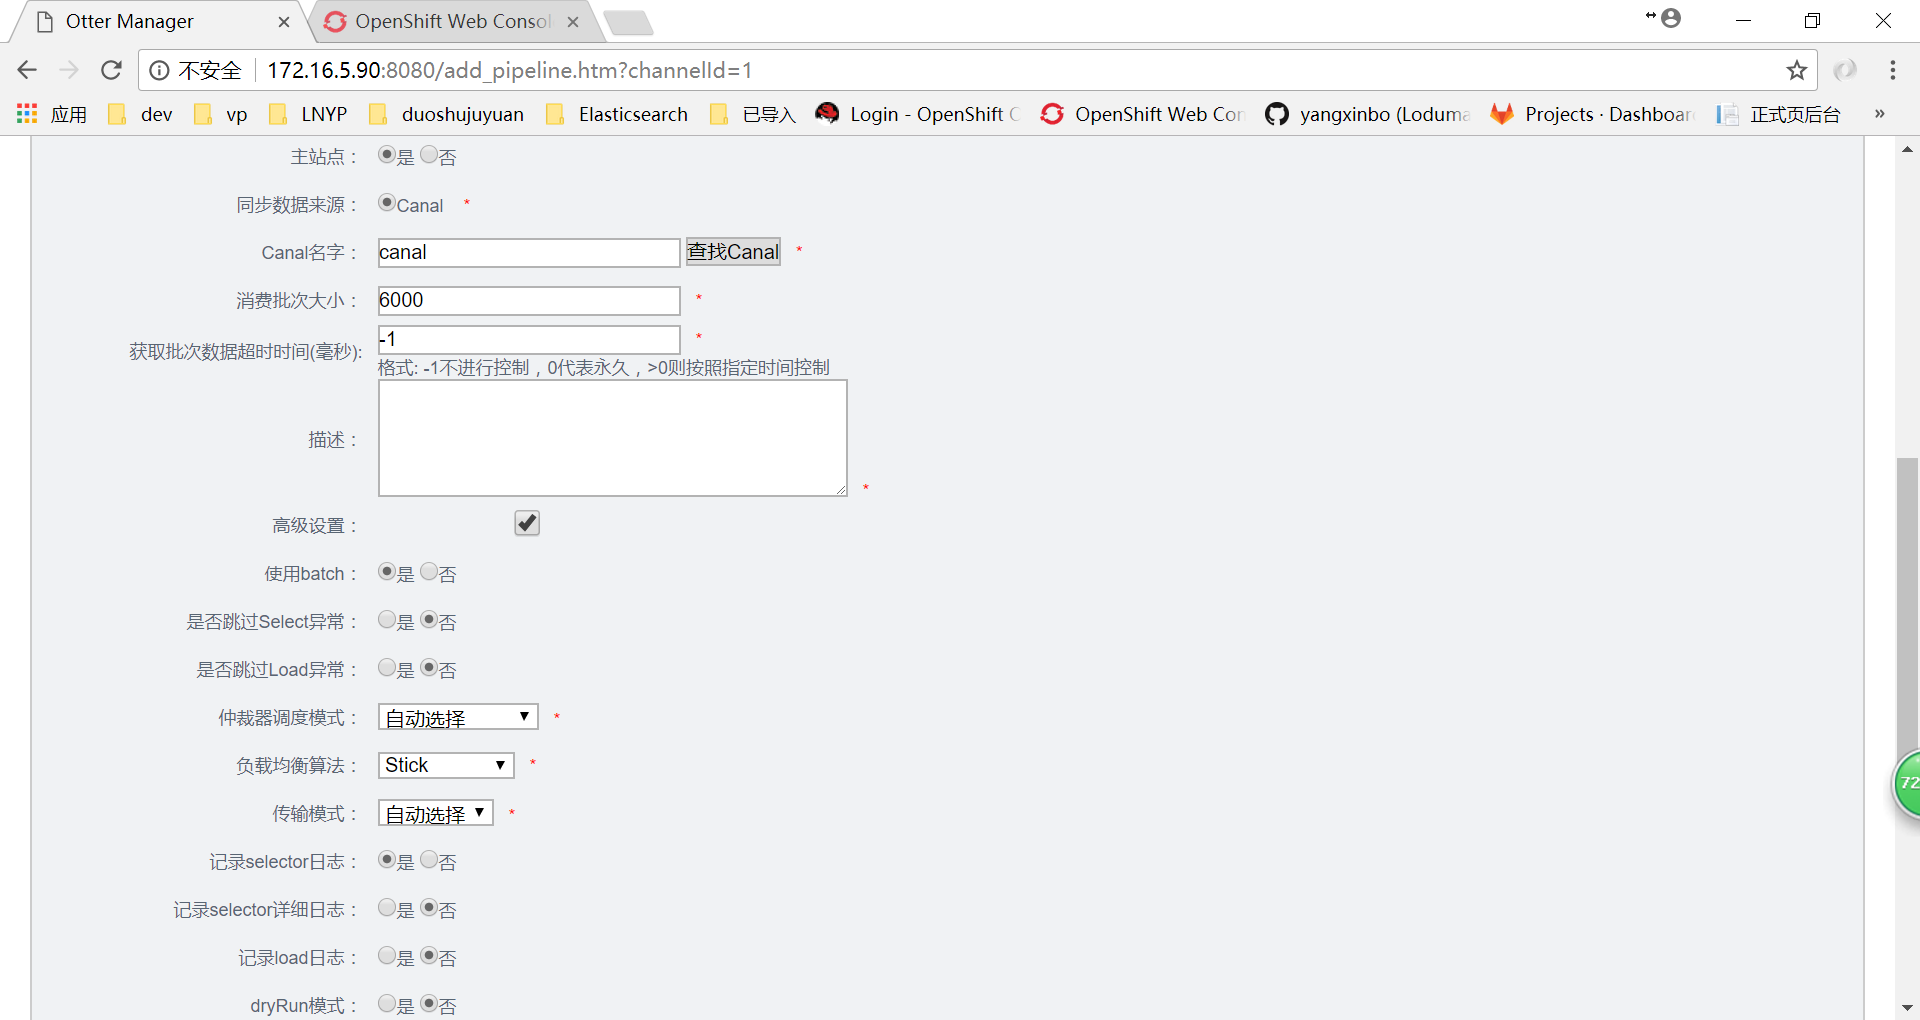 Otter Manager
OpenShift Web Consol
不安全 172.16.5.90:8080/add_pipeline.htm?channelId=1
应用 dev vp LNYP duoshujuyuan Elasticsearch 已导入 Login - OpenShift C OpenShift Web Con yangxinbo (Loduma Projects · Dashboar 正式页后台 »
主站点： 是 否
同步数据来源： Canal *
Canal名字： canal 查找Canal *
消费批次大小： 6000 *
获取批次数据超时时间(毫秒): -1 *
格式: -1不进行控制，0代表永久，>0则按照指定时间控制
描述： *
高级设置：
使用batch： 是 否
是否跳过Select异常： 是 否
是否跳过Load异常： 是 否
仲裁器调度模式： 自动选择 *
负载均衡算法： Stick *
传输模式： 自动选择 *
72
记录selector日志： 是 否
记录selector详细日志： 是 否
记录load日志： 是 否
dryRun模式： 是 否